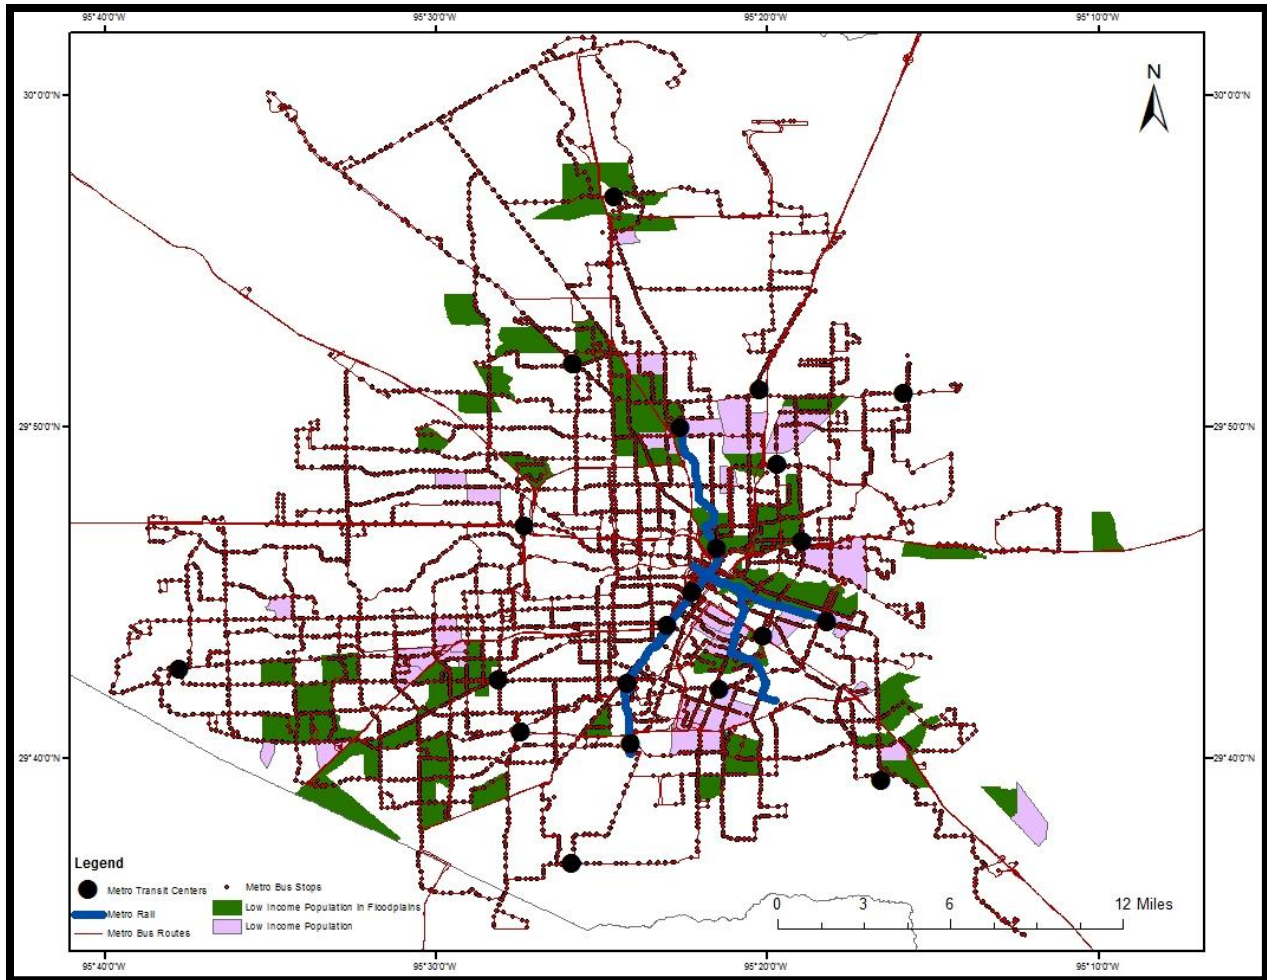 95°40'0"W 95°30'0"W 95°20'0"W 95°10'0"W
N
30°0'0"N 30°0'0"N
29°50'0"N 29°50'0"N
29°40'0"N 29°40'0"N
Legend
Metro Transit Centers
Metro Rail
Metro Bus Routes
Metro Bus Stops
Low Income Population in Floodplains
Low Income Population
0 3 6 12 Miles
95°40'0"W 95°30'0"W 95°20'0"W 95°10'0"W